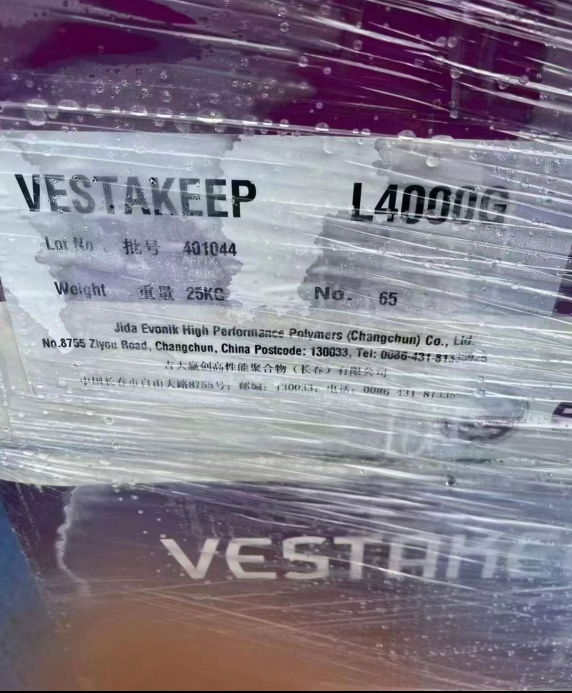 VESTAKEEP L4000G
Lot No. 批号 401044
Weight 重量 25KG No. 65
Jida Evonik High Performance Polymers (Changchun) Co., Ltd.
No.8755 Ziyou Road, Changchun, China Postcode: 130033, Tel: 0086-431-
吉大赢创高性能聚合物（长春）有限公司
中国长春市自由大路8755号; 邮编: 130033; 电话: 0086 431
VESTAKE